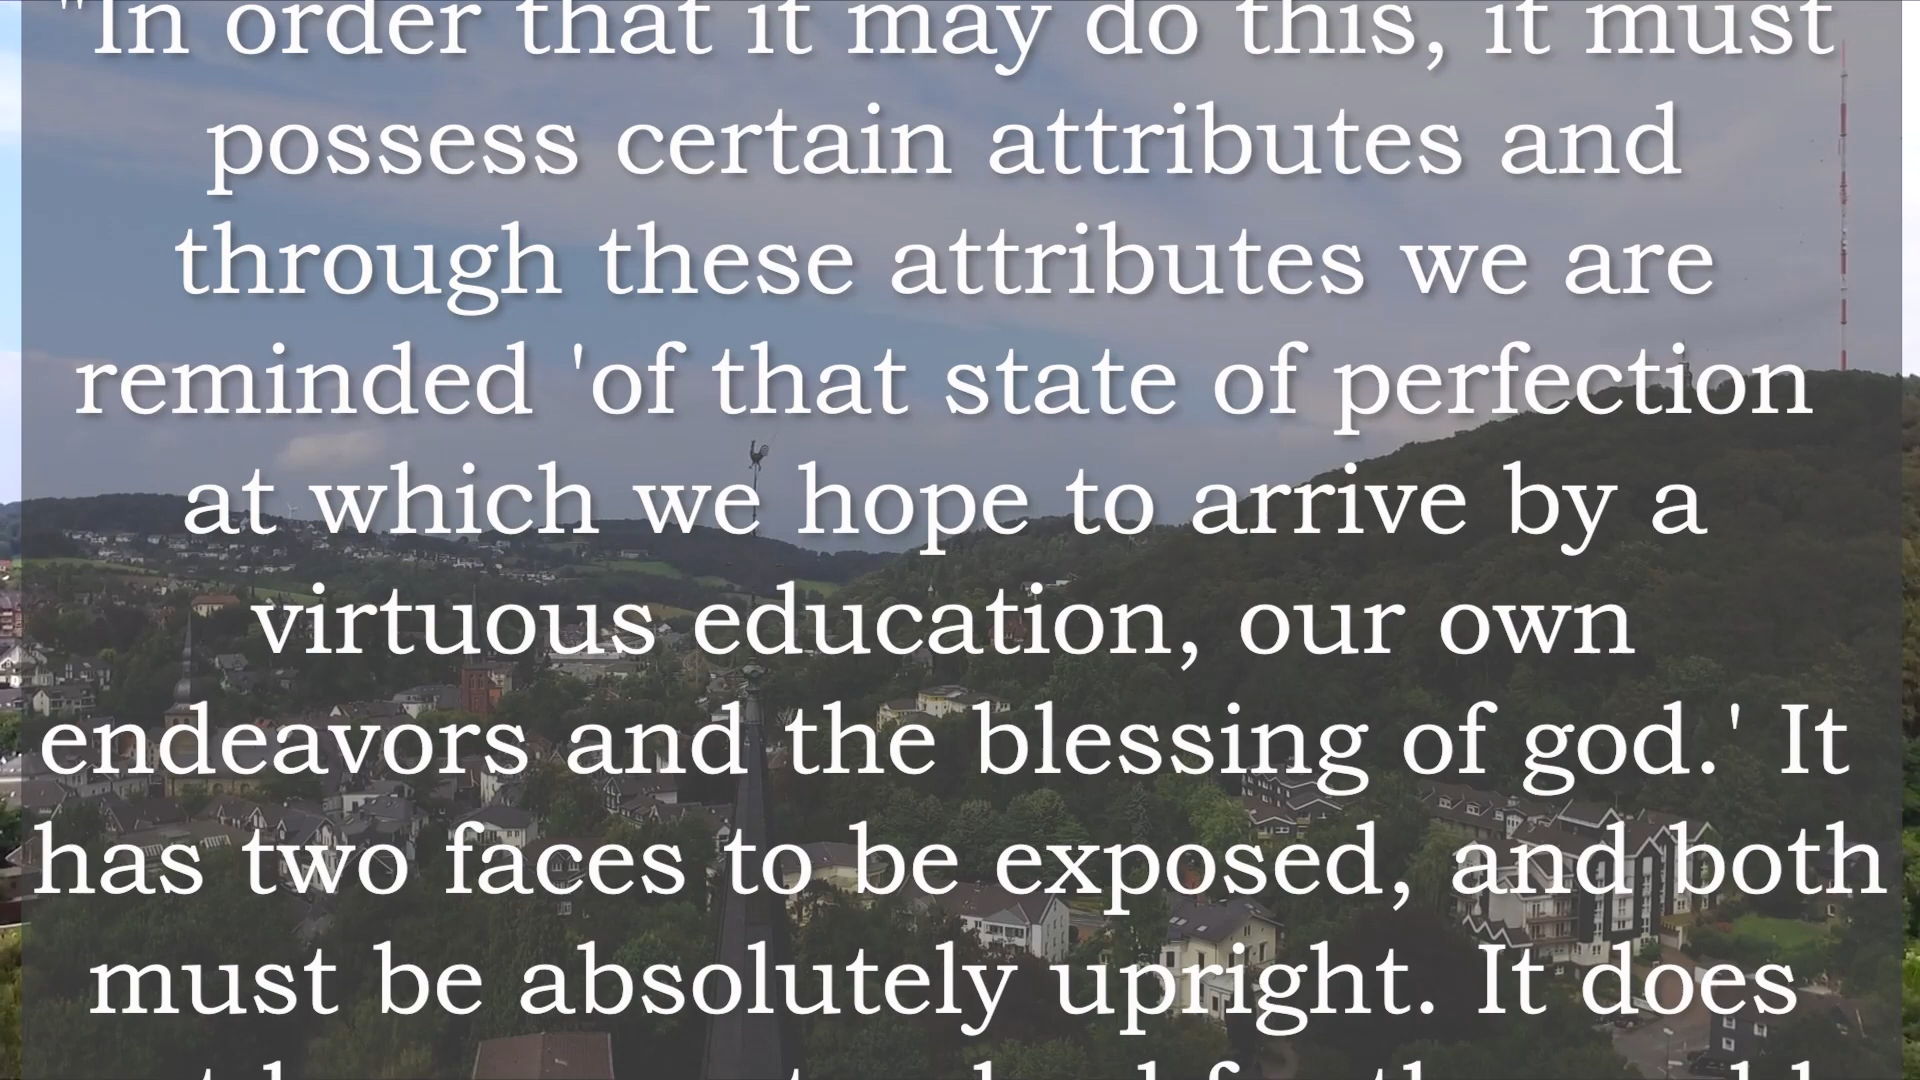 "In order that it may do this, it must
possess certain attributes and
through these attributes we are
reminded 'of that state of perfection
at which we hope to arrive by a
virtuous education, our own
endeavors and the blessing of god.' It
has two faces to be exposed, and both
must be absolutely upright. It does